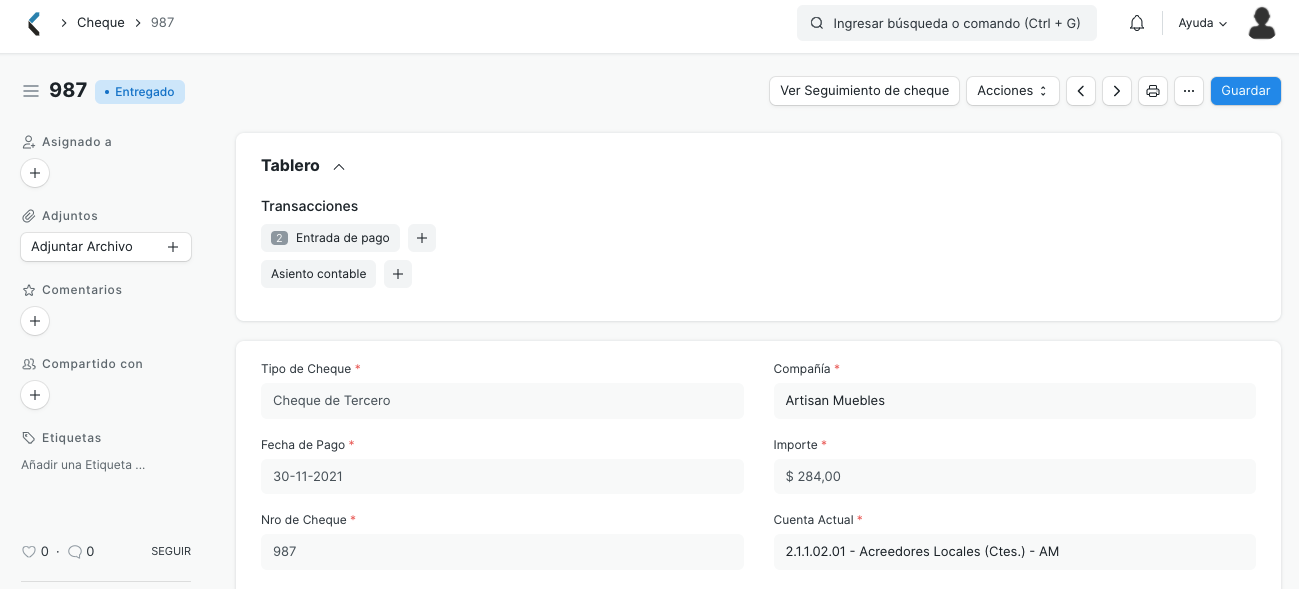 Cheque
987
Ingresar búsqueda o comando (Ctrl + G)
Ayuda
987
Entregado
Ver Seguimiento de cheque
Acciones
Guardar
Asignado a
Adjuntos
Adjuntar Archivo
Comentarios
Compartido con
Etiquetas
Añadir una Etiqueta ...
0 · 0
SEGUIR
Tablero
Transacciones
2 Entrada de pago
Asiento contable
Tipo de Cheque *
Cheque de Tercero
Compañía *
Artisan Muebles
Fecha de Pago *
30-11-2021
Importe *
$ 284,00
Nro de Cheque *
987
Cuenta Actual *
2.1.1.02.01 - Acreedores Locales (Ctes.) - AM